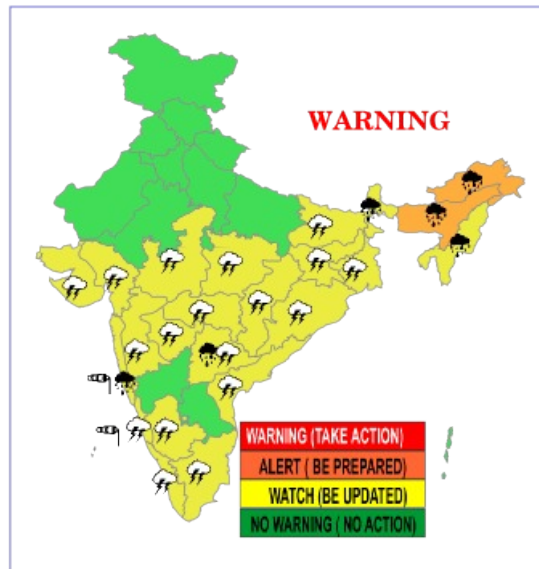 WARNING
WARNING (TAKE ACTION)
ALERT ( BE PREPARED)
WATCH (BE UPDATED)
NO WARNING ( NO ACTION)